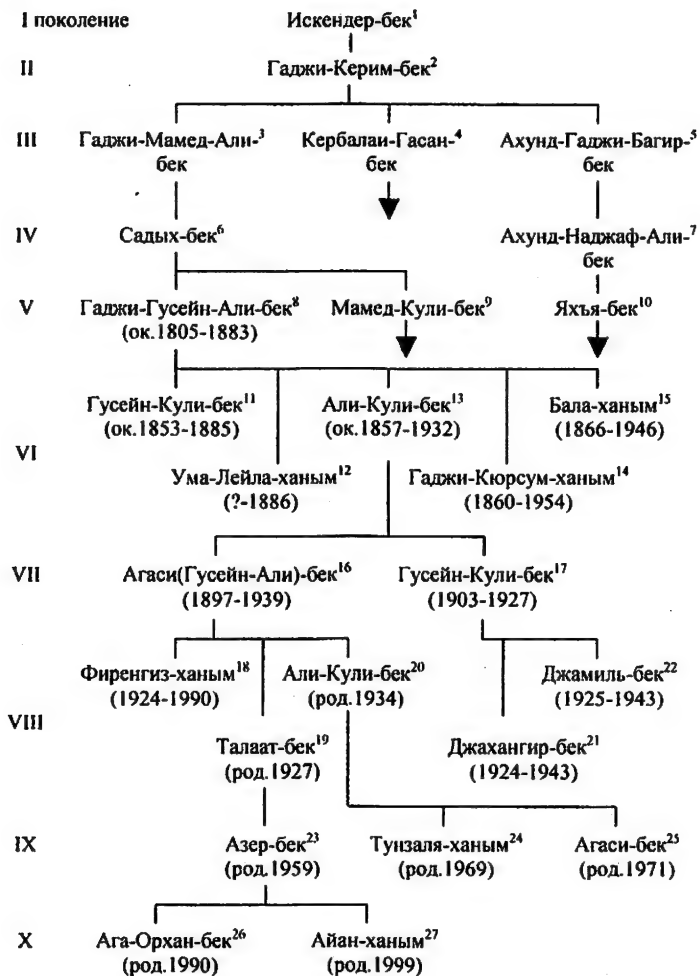 I поколение Искендер-бек¹
II Гаджи-Керим-бек²
III Гаджи-Мамед-Али-³ Кербалаи-Гасан-⁴ Ахунд-Гаджи-Багир-⁵
бек бек бек
IV Садых-бек⁶ Ахунд-Наджаф-Али-⁷
бек
V Гаджи-Гусейн-Али-бек⁸ Мамед-Кули-бек⁹ Яхъя-бек¹⁰
(ок.1805-1883)
Гусейн-Кули-бек¹¹ Али-Кули-бек¹³ Бала-ханым¹⁵
(ок.1853-1885) (ок.1857-1932) (1866-1946)
VI
Ума-Лейла-ханым¹² Гаджи-Кюрсум-ханым¹⁴
(?-1886) (1860-1954)
VII Агаси(Гусейн-Али)-бек¹⁶ Гусейн-Кули-бек¹⁷
(1897-1939) (1903-1927)
Фиренгиз-ханым¹⁸ Али-Кули-бек²⁰ Джамиль-бек²²
(1924-1990) (род.1934) (1925-1943)
VIII
Талаат-бек¹⁹ Джахангир-бек²¹
(род.1927) (1924-1943)
IX Азер-бек²³ Тунзаля-ханым²⁴ Агаси-бек²⁵
(род.1959) (род.1969) (род.1971)
X Ага-Орхан-бек²⁶ Айан-ханым²⁷
(род.1990) (род.1999)